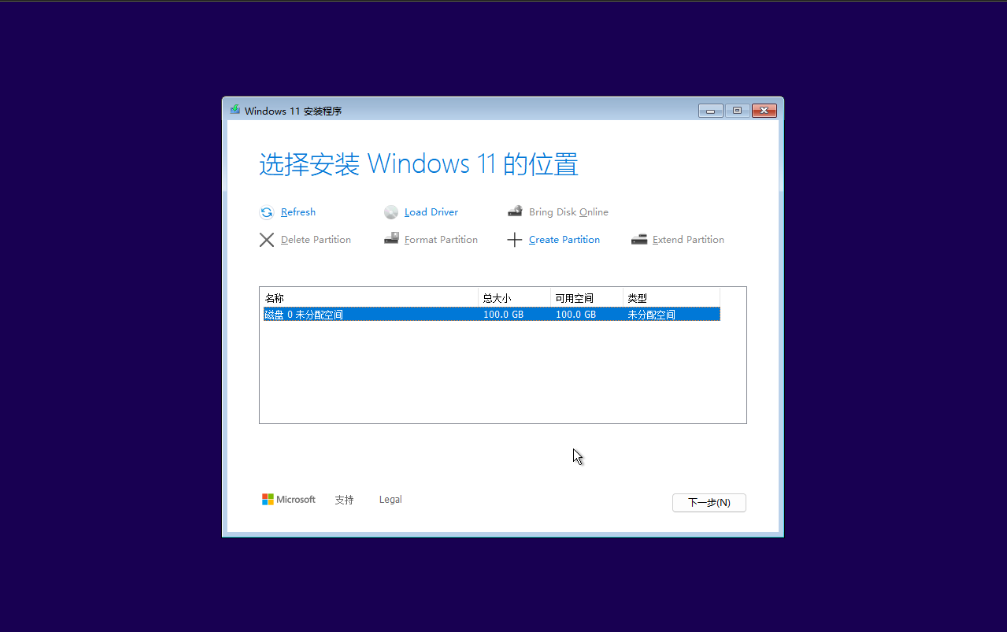 Windows 11 安装程序
选择安装 Windows 11 的位置
Refresh Load Driver Bring Disk Online
Delete Partition Format Partition Create Partition Extend Partition
名称 总大小 可用空间 类型
磁盘 0 未分配空间 100.0 GB 100.0 GB 未分配空间
Microsoft 支持 Legal 下一步(N)